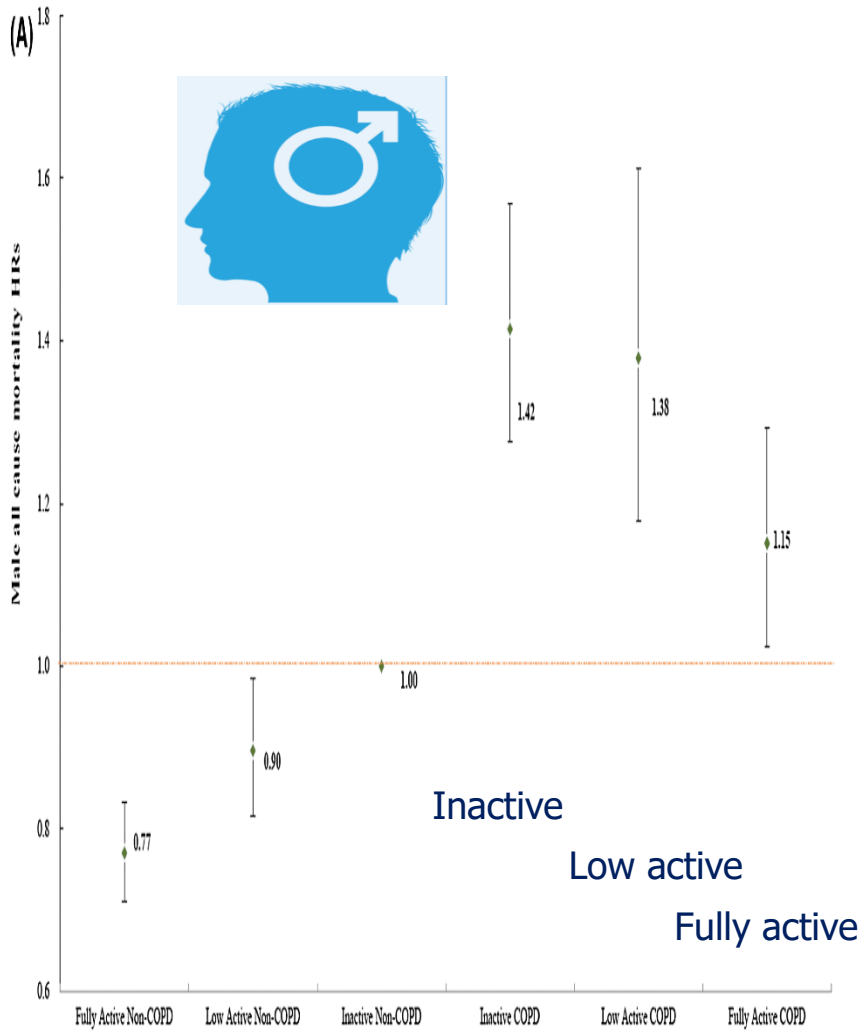 (A)
Male all cause mortality HRs
1.8
1.6
1.4
1.2
1.0
0.8
0.6
0.77
0.90
1.00
1.42
1.38
1.15
Inactive
Low active
Fully active
Fully Active Non-COPD
Low Active Non-COPD
Inactive Non-COPD
Inactive COPD
Low Active COPD
Fully Active COPD